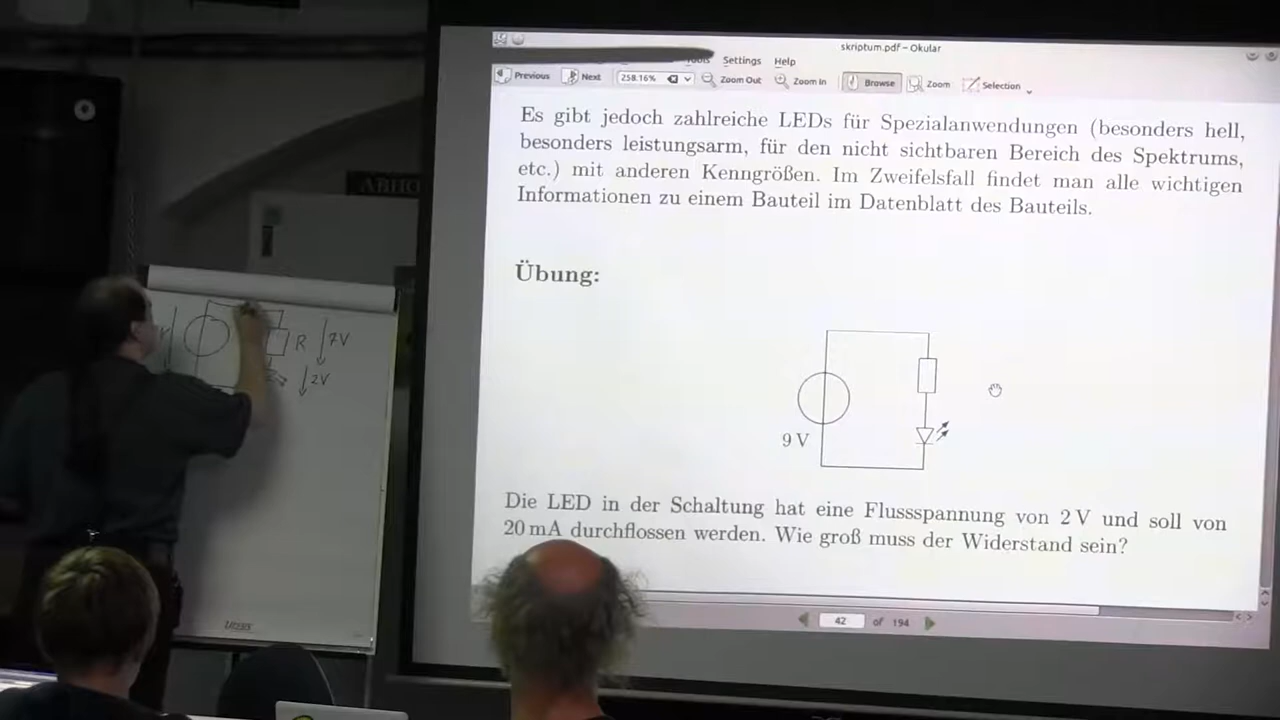 skriptum.pdf – Okular
Settings Help
Previous Next 258.16% Zoom Out Zoom In Browse Zoom Selection
Es gibt jedoch zahlreiche LEDs für Spezialanwendungen (besonders hell,
besonders leistungsarm, für den nicht sichtbaren Bereich des Spektrums,
etc.) mit anderen Kenngrößen. Im Zweifelsfall findet man alle wichtigen
Informationen zu einem Bauteil im Datenblatt des Bauteils.
Übung:
9 V
Die LED in der Schaltung hat eine Flussspannung von 2 V und soll von
20 mA durchflossen werden. Wie groß muss der Widerstand sein?
42 of 194
R 7V
2V